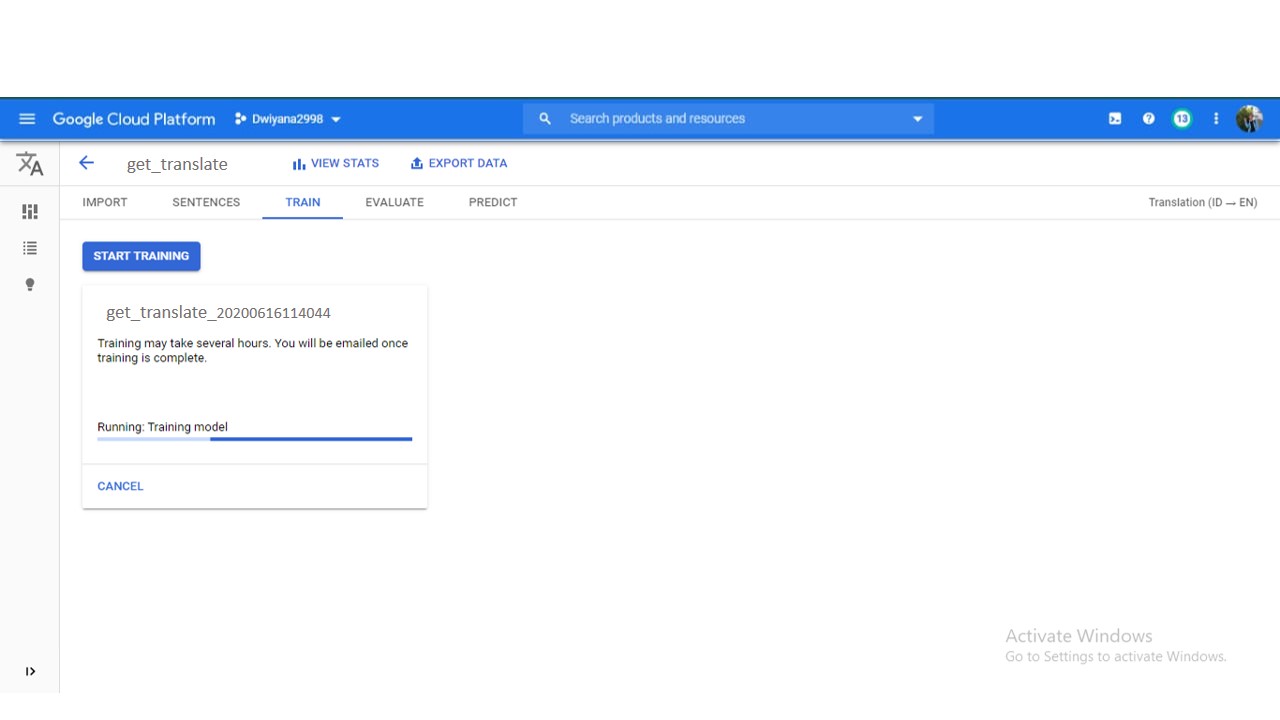 Google Cloud Platform
Dwiyana2998
Search products and resources
13
get_translate
VIEW STATS
EXPORT DATA
IMPORT
SENTENCES
TRAIN
EVALUATE
PREDICT
Translation (ID → EN)
START TRAINING
get_translate_20200616114044
Training may take several hours. You will be emailed once
training is complete.
Running: Training model
CANCEL
Activate Windows
Go to Settings to activate Windows.